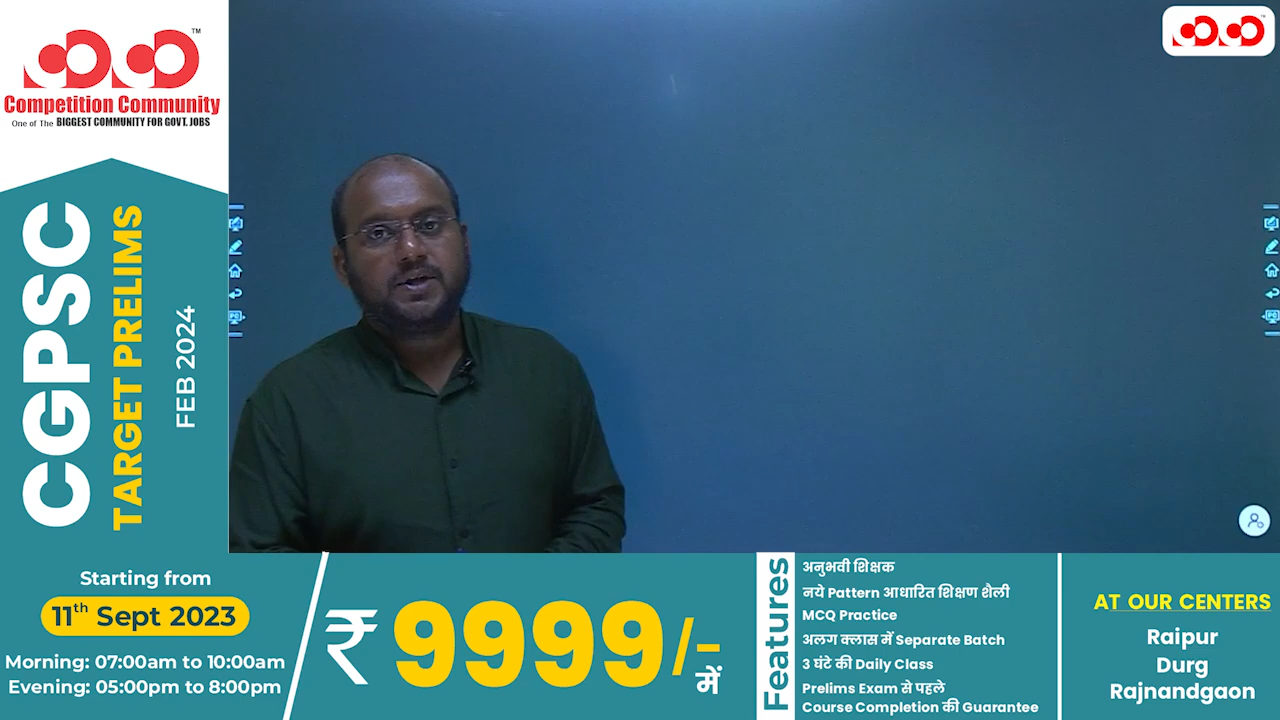 TM
Competition Community
One of The BIGGEST COMMUNITY FOR GOVT. JOBS
CGPSC
TARGET PRELIMS
FEB 2024
Starting from
11th Sept 2023
Morning: 07:00am to 10:00am
Evening: 05:00pm to 8:00pm
₹ 9999/- में
Features
अनुभवी शिक्षक
नये Pattern आधारित शिक्षण शैली
MCQ Practice
अलग क्लास में Separate Batch
3 घंटे की Daily Class
Prelims Exam से पहले
Course Completion की Guarantee
AT OUR CENTERS
Raipur
Durg
Rajnandgaon